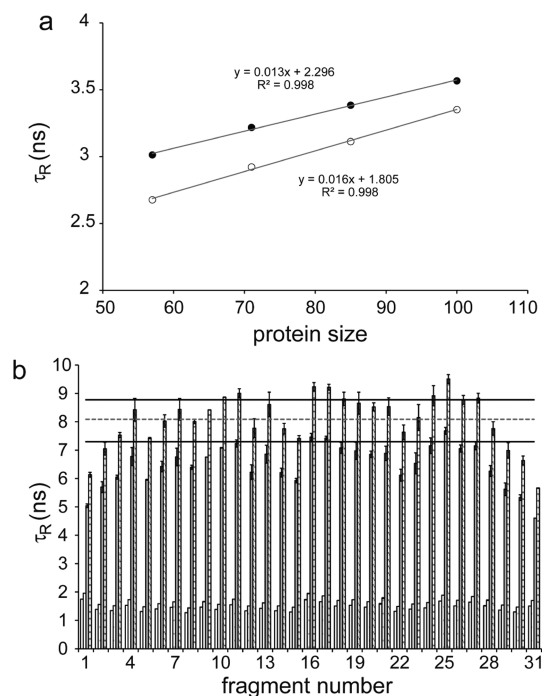 a
4
3.5
3
2.5
2
τR (ns)
y = 0.013x + 2.296
R² = 0.998
y = 0.016x + 1.805
R² = 0.998
50 60 70 80 90 100 110
protein size
b
10
9
8
7
6
5
4
3
2
1
0
τR (ns)
1 4 7 10 13 16 19 22 25 28 31
fragment number